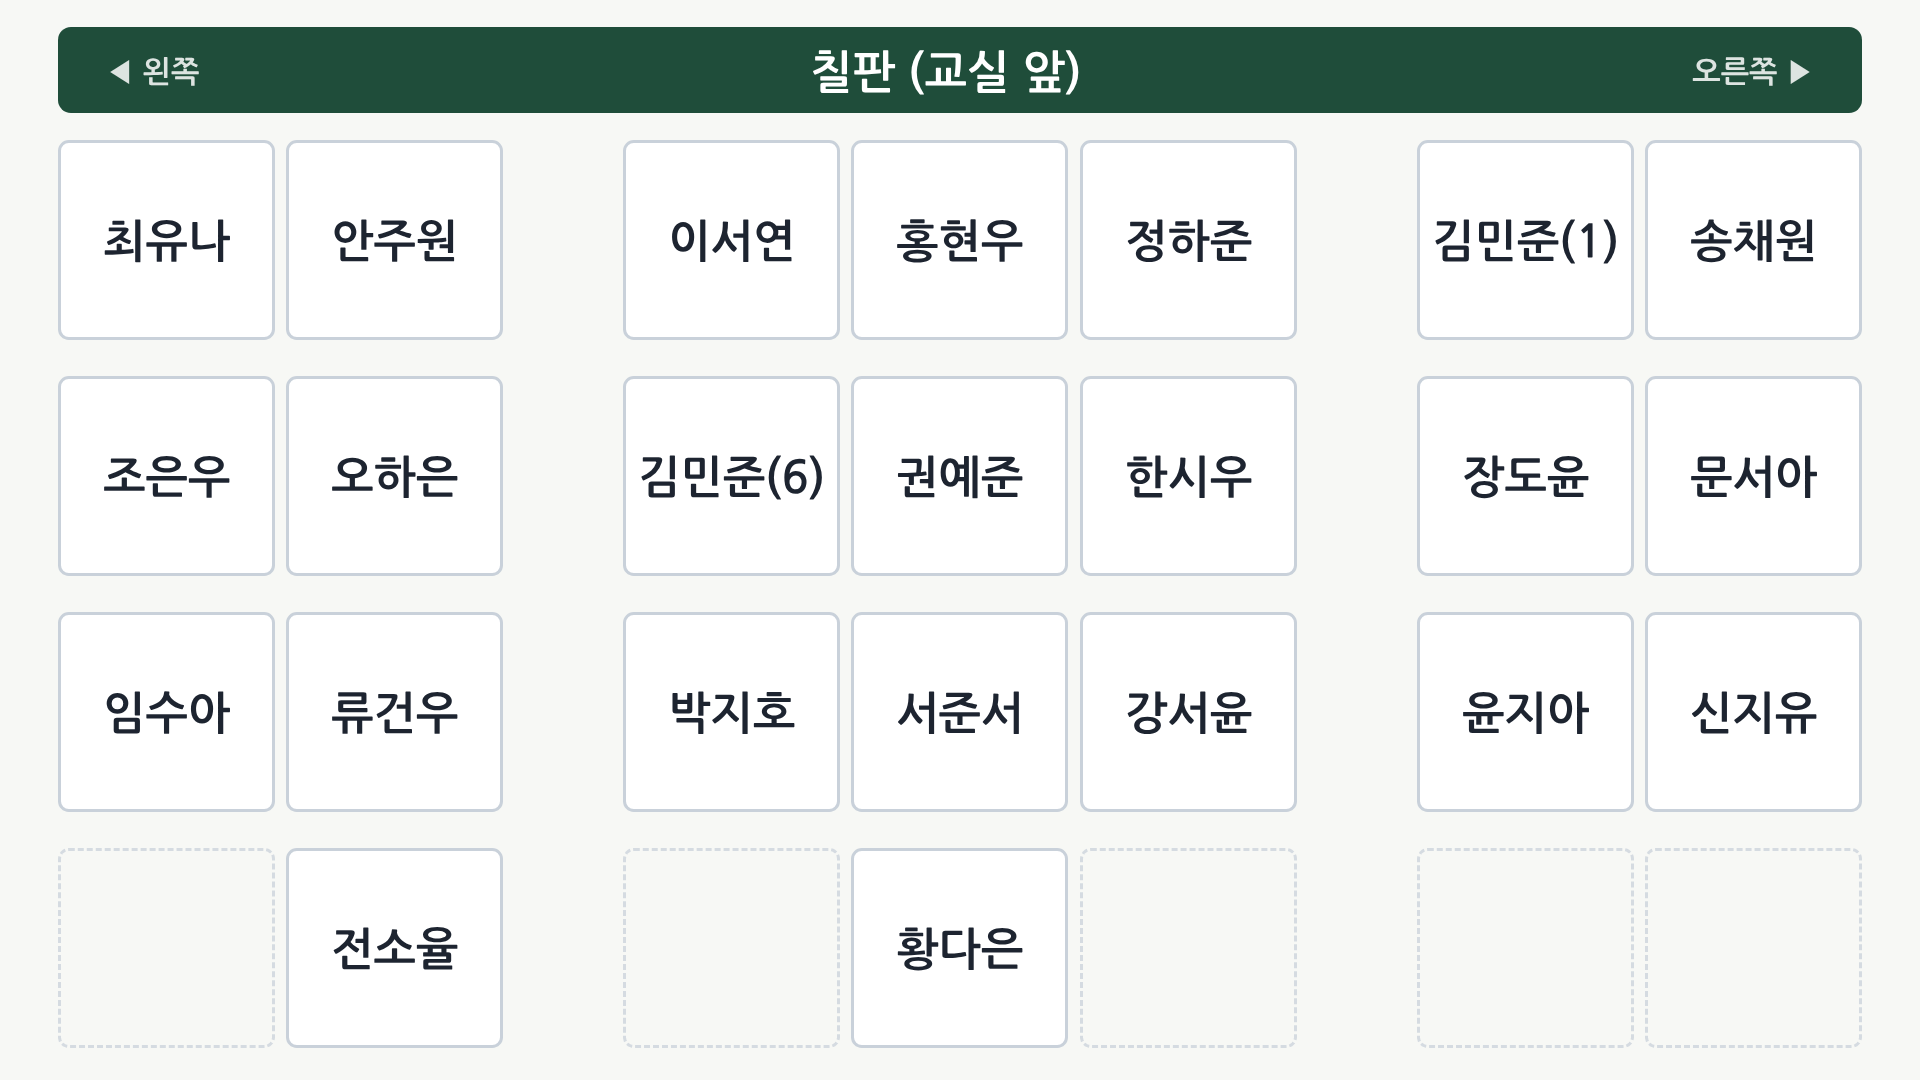 ◀ 왼쪽 칠판 (교실 앞) 오른쪽 ▶
최유나 안주원 이서연 홍현우 정하준 김민준(1) 송채원
조은우 오하은 김민준(6) 권예준 한시우 장도윤 문서아
임수아 류건우 박지호 서준서 강서윤 윤지아 신지유
전소율 황다은